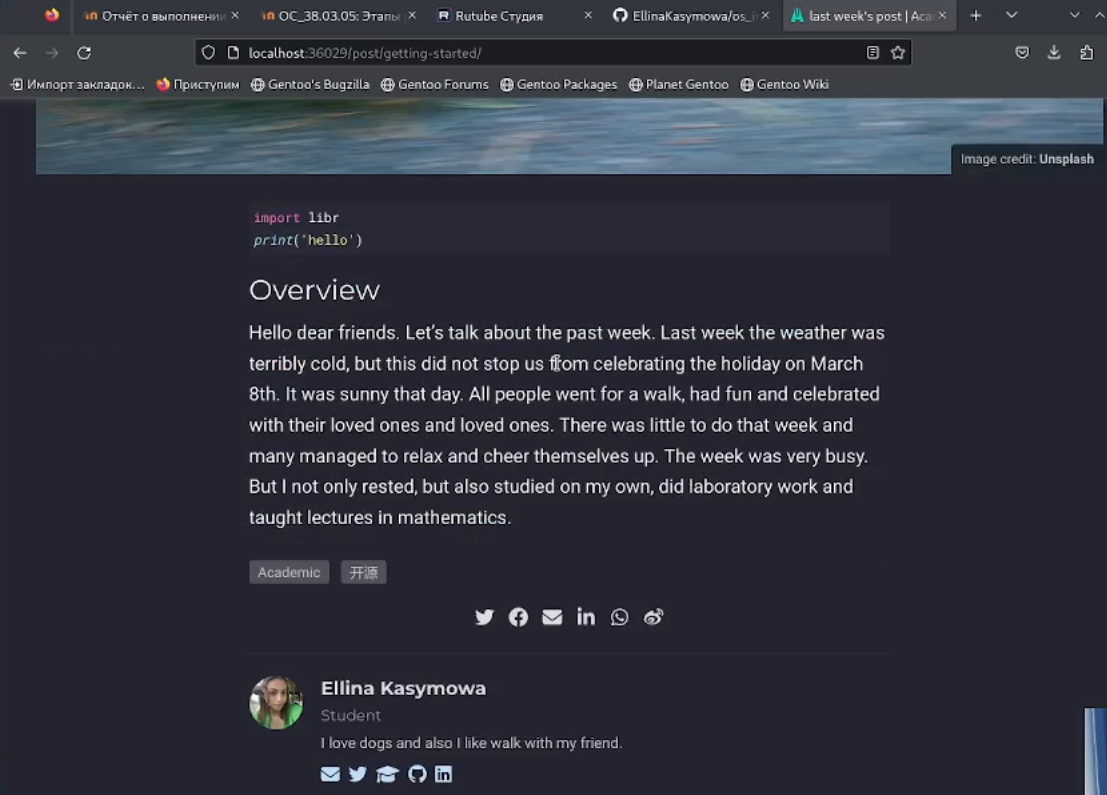 Отчёт о выполнении
ОС_38.03.05: Этапы
Rutube Студия
EllinaKasymowa/os_i
last week's post | Aca
localhost:36029/post/getting-started/
Импорт закладок...
Приступим
Gentoo's Bugzilla
Gentoo Forums
Gentoo Packages
Planet Gentoo
Gentoo Wiki
Image credit: Unsplash
import libr
print('hello')
Overview
Hello dear friends. Let's talk about the past week. Last week the weather was
terribly cold, but this did not stop us from celebrating the holiday on March
8th. It was sunny that day. All people went for a walk, had fun and celebrated
with their loved ones and loved ones. There was little to do that week and
many managed to relax and cheer themselves up. The week was very busy.
But I not only rested, but also studied on my own, did laboratory work and
taught lectures in mathematics.
Academic
开源
Ellina Kasymowa
Student
I love dogs and also I like walk with my friend.